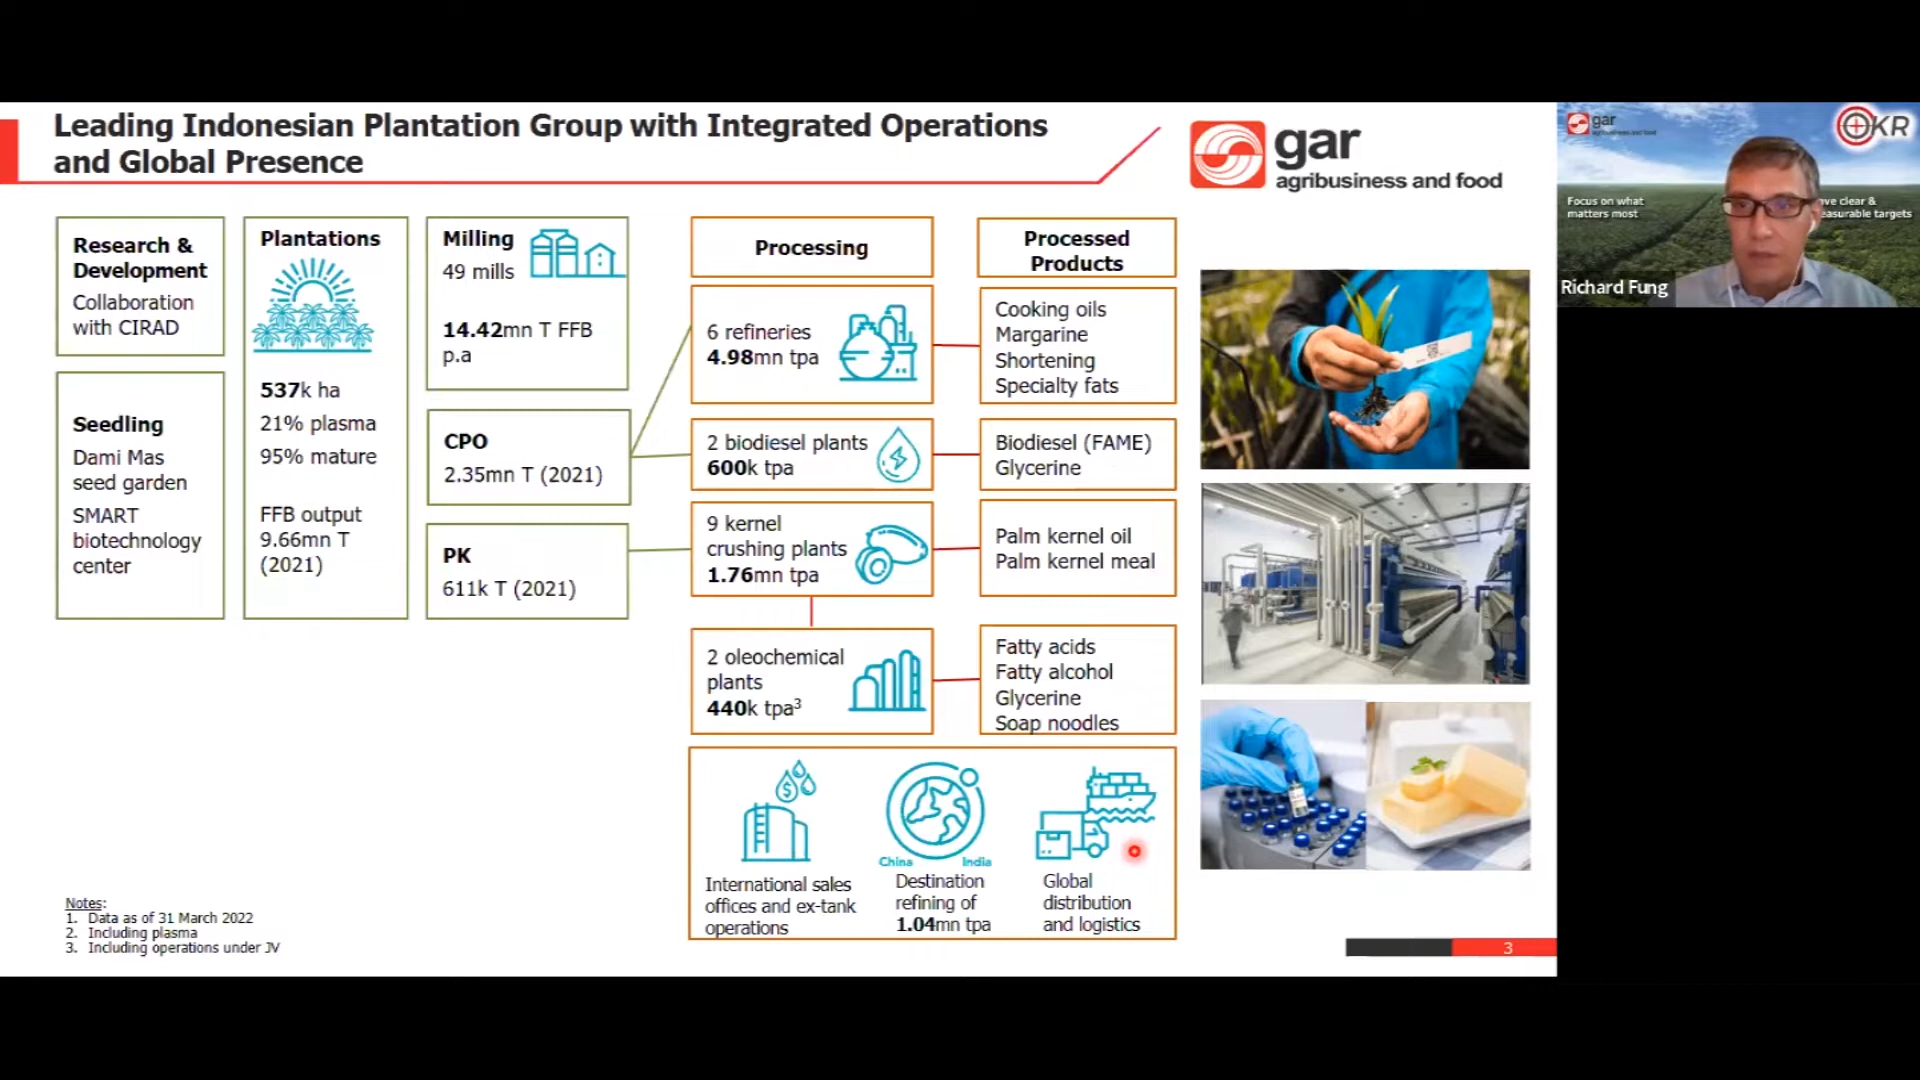 Leading Indonesian Plantation Group with Integrated Operations
and Global Presence
gar
agribusiness and food
Research &
Development
Collaboration
with CIRAD
Seedling
Dami Mas
seed garden
SMART
biotechnology
center
Plantations
537k ha
21% plasma
95% mature
FFB output
9.66mn T
(2021)
Milling
49 mills
14.42mn T FFB
p.a
CPO
2.35mn T (2021)
PK
611k T (2021)
Processing
6 refineries
4.98mn tpa
2 biodiesel plants
600k tpa
9 kernel
crushing plants
1.76mn tpa
2 oleochemical
plants
440k tpa3
Processed
Products
Cooking oils
Margarine
Shortening
Specialty fats
Biodiesel (FAME)
Glycerine
Palm kernel oil
Palm kernel meal
Fatty acids
Fatty alcohol
Glycerine
Soap noodles
International sales
offices and ex-tank
operations
China India
Destination
refining of
1.04mn tpa
Global
distribution
and logistics
Notes:
1. Data as of 31 March 2022
2. Including plasma
3. Including operations under JV
3
gar
agribusiness and food
OKR
Focus on what
matters most
clear &
targets
Richard Fung